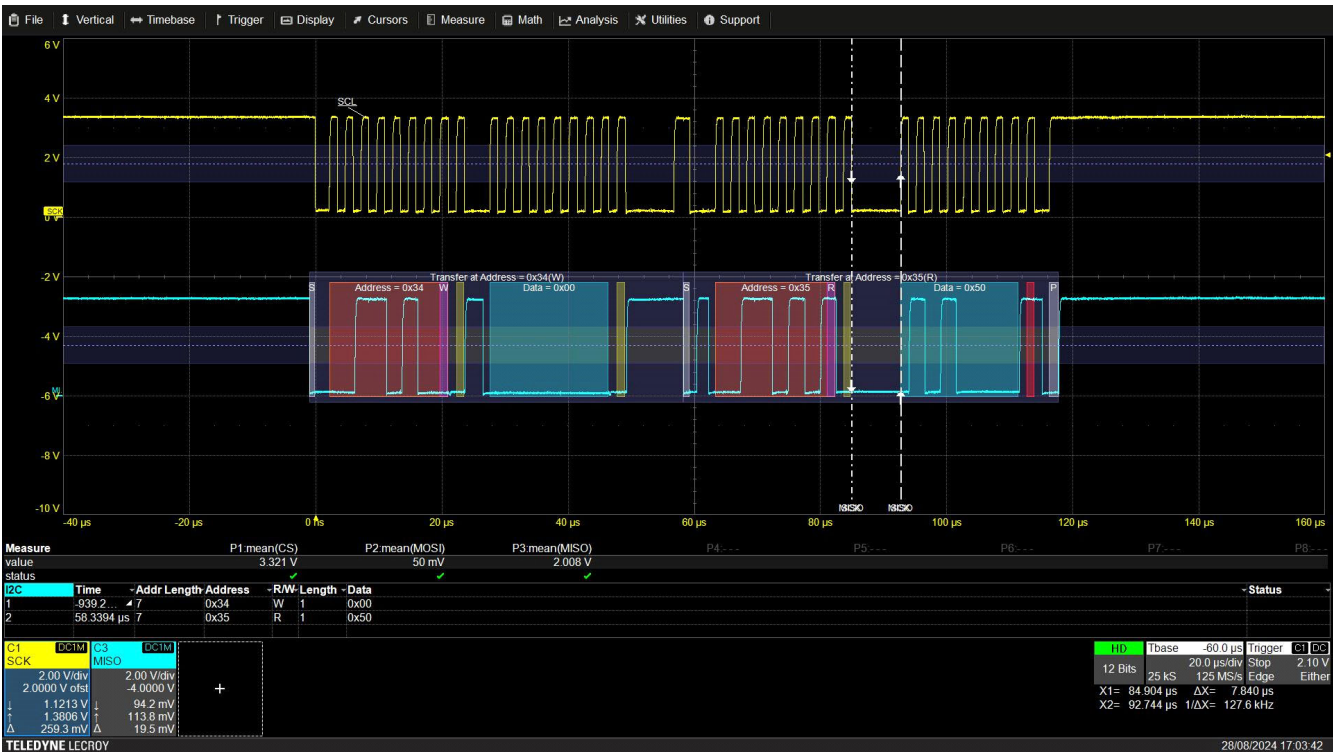 File Vertical Timebase Trigger Display Cursors Measure Math Analysis Utilities Support
6 V
4 V
SCL
2 V
SCK
0 V
-2 V
Transfer at Address = 0x34(W) Transfer at Address = 0x35(R)
S Address = 0x34 W Data = 0x00 S Address = 0x35 R Data = 0x50 P
-4 V
-6 V
-8 V
-10 V
-40 µs -20 µs 0 ns 20 µs 40 µs 60 µs 80 µs 100 µs 120 µs 140 µs 160 µs
Measure P1:mean(CS) P2:mean(MOSI) P3:mean(MISO) P4:- - - P5:- - - P6:- - - P7:- - - P8:- - -
value 3.321 V 50 mV 2.008 V
status
I2C Time Addr Length Address R/W Length Data Status
1 -939.2... 7 0x34 W 1 0x00
2 58.3394 µs 7 0x35 R 1 0x50
C1 DC1M C3 DC1M
SCK MISO
2.00 V/div 2.00 V/div
2.0000 V ofst -4.0000 V
↓ 1.1213 V ↓ 94.2 mV
↑ 1.3806 V ↑ 113.8 mV
Δ 259.3 mV Δ 19.5 mV
+
HD Tbase -60.0 µs Trigger C1 DC
12 Bits 20.0 µs/div Stop 2.10 V
25 kS 125 MS/s Edge Either
X1= 84.904 µs ΔX= 7.840 µs
X2= 92.744 µs 1/ΔX= 127.6 kHz
TELEDYNE LECROY 28/08/2024 17:03:42